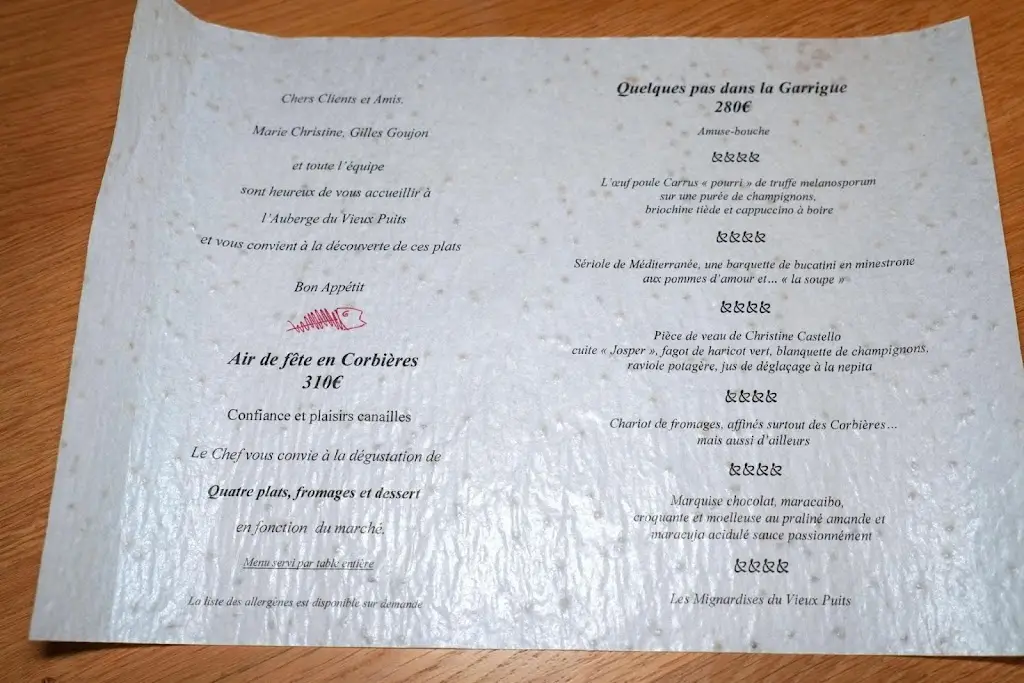 Chers Clients et Amis,
Marie Christine, Gilles Goujon
et toute l'équipe
sont heureux de vous accueillir à
l'Auberge du Vieux Puits
et vous convient à la découverte de ces plats
Bon Appétit
Air de fête en Corbières
310€
Confiance et plaisirs canailles
Le Chef vous convie à la dégustation de
Quatre plats, fromages et dessert
en fonction du marché.
Menu servi par table entière
La liste des allergènes est disponible sur demande
Quelques pas dans la Garrigue
280€
Amuse-bouche
L'œuf poule Carrus « pourri » de truffe melanosporum
sur une purée de champignons,
briochine tiède et cappuccino à boire
Sériole de Méditerranée, une barquette de bucatini en minestrone
aux pommes d'amour et… « la soupe »
Pièce de veau de Christine Castello
cuite « Josper », fagot de haricot vert, blanquette de champignons,
raviole potagère, jus de déglaçage à la nepita
Chariot de fromages, affinés surtout des Corbières…
mais aussi d'ailleurs
Marquise chocolat, maracaibo,
croquante et moelleuse au praliné amande et
maracuja acidulé sauce passionnément
Les Mignardises du Vieux Puits